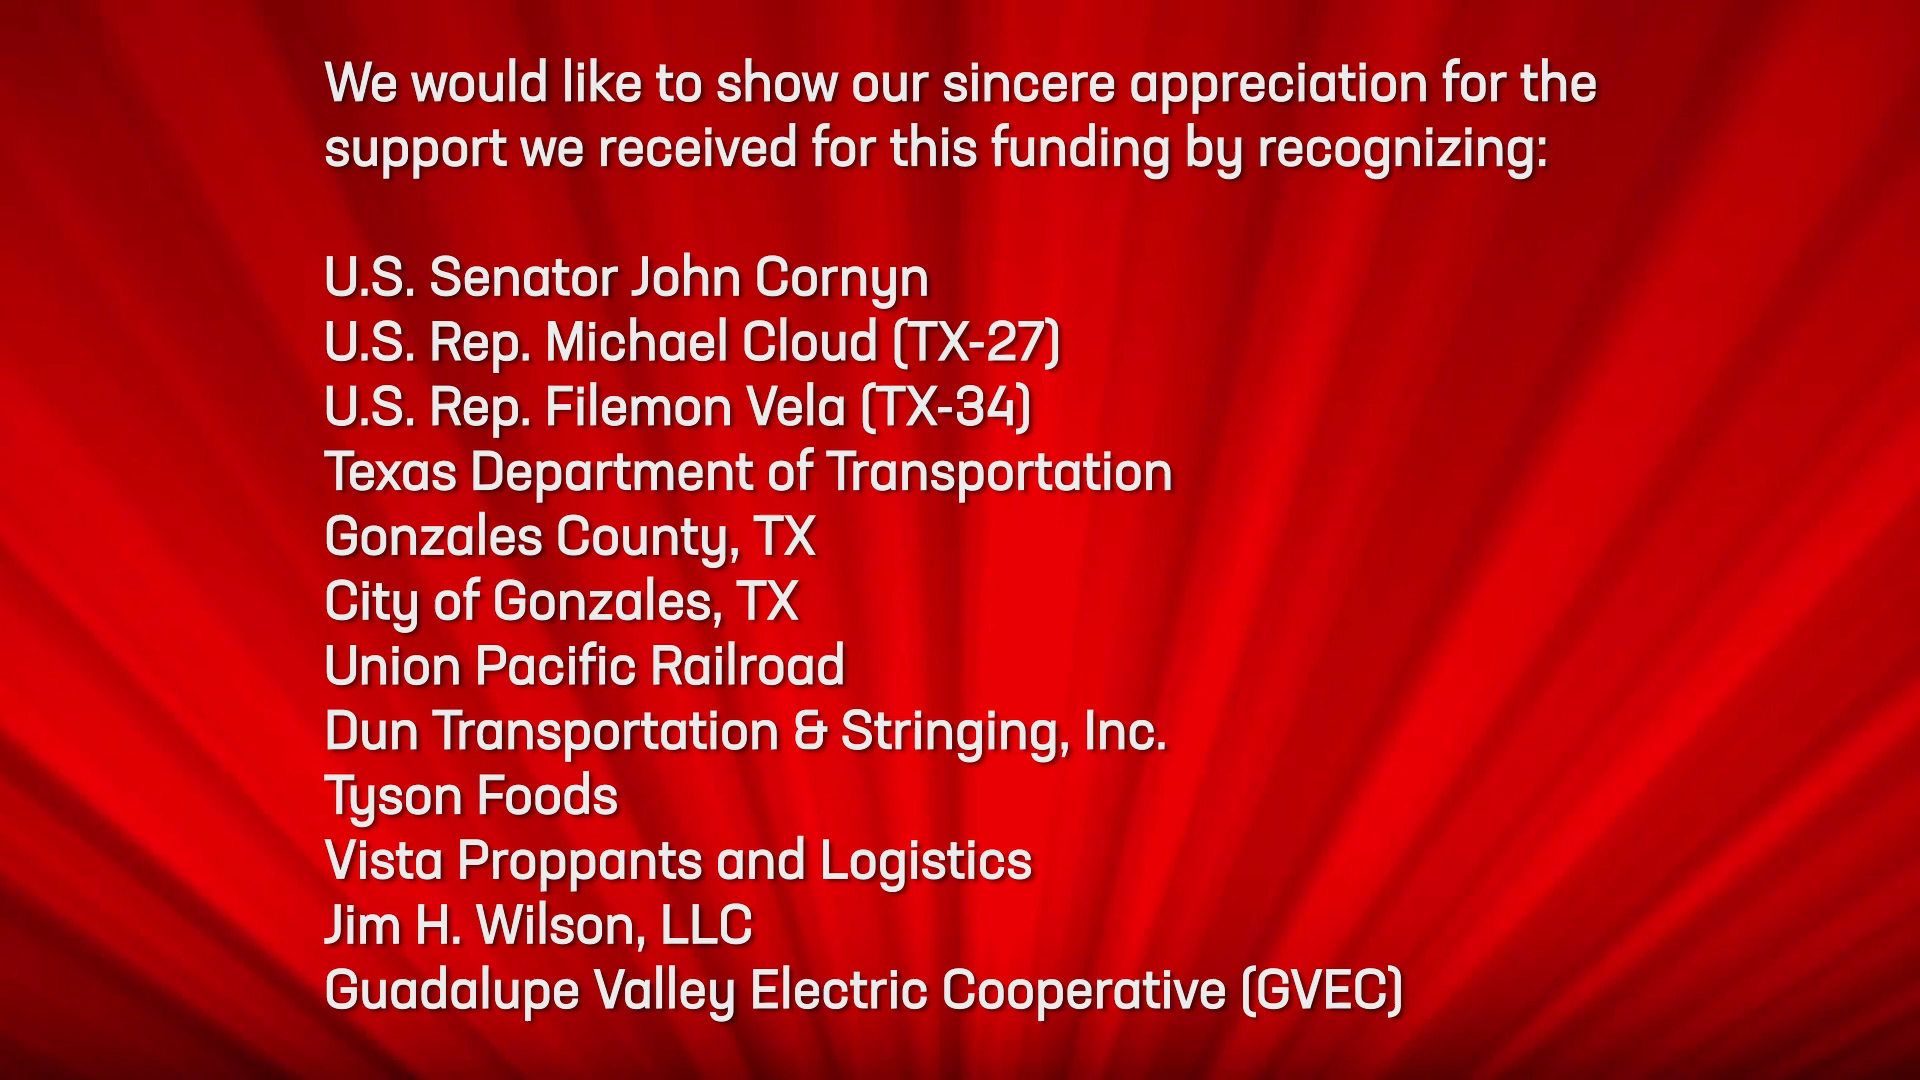 We would like to show our sincere appreciation for the
support we received for this funding by recognizing:
U.S. Senator John Cornyn
U.S. Rep. Michael Cloud (TX-27)
U.S. Rep. Filemon Vela (TX-34)
Texas Department of Transportation
Gonzales County, TX
City of Gonzales, TX
Union Pacific Railroad
Dun Transportation & Stringing, Inc.
Tyson Foods
Vista Proppants and Logistics
Jim H. Wilson, LLC
Guadalupe Valley Electric Cooperative (GVEC)